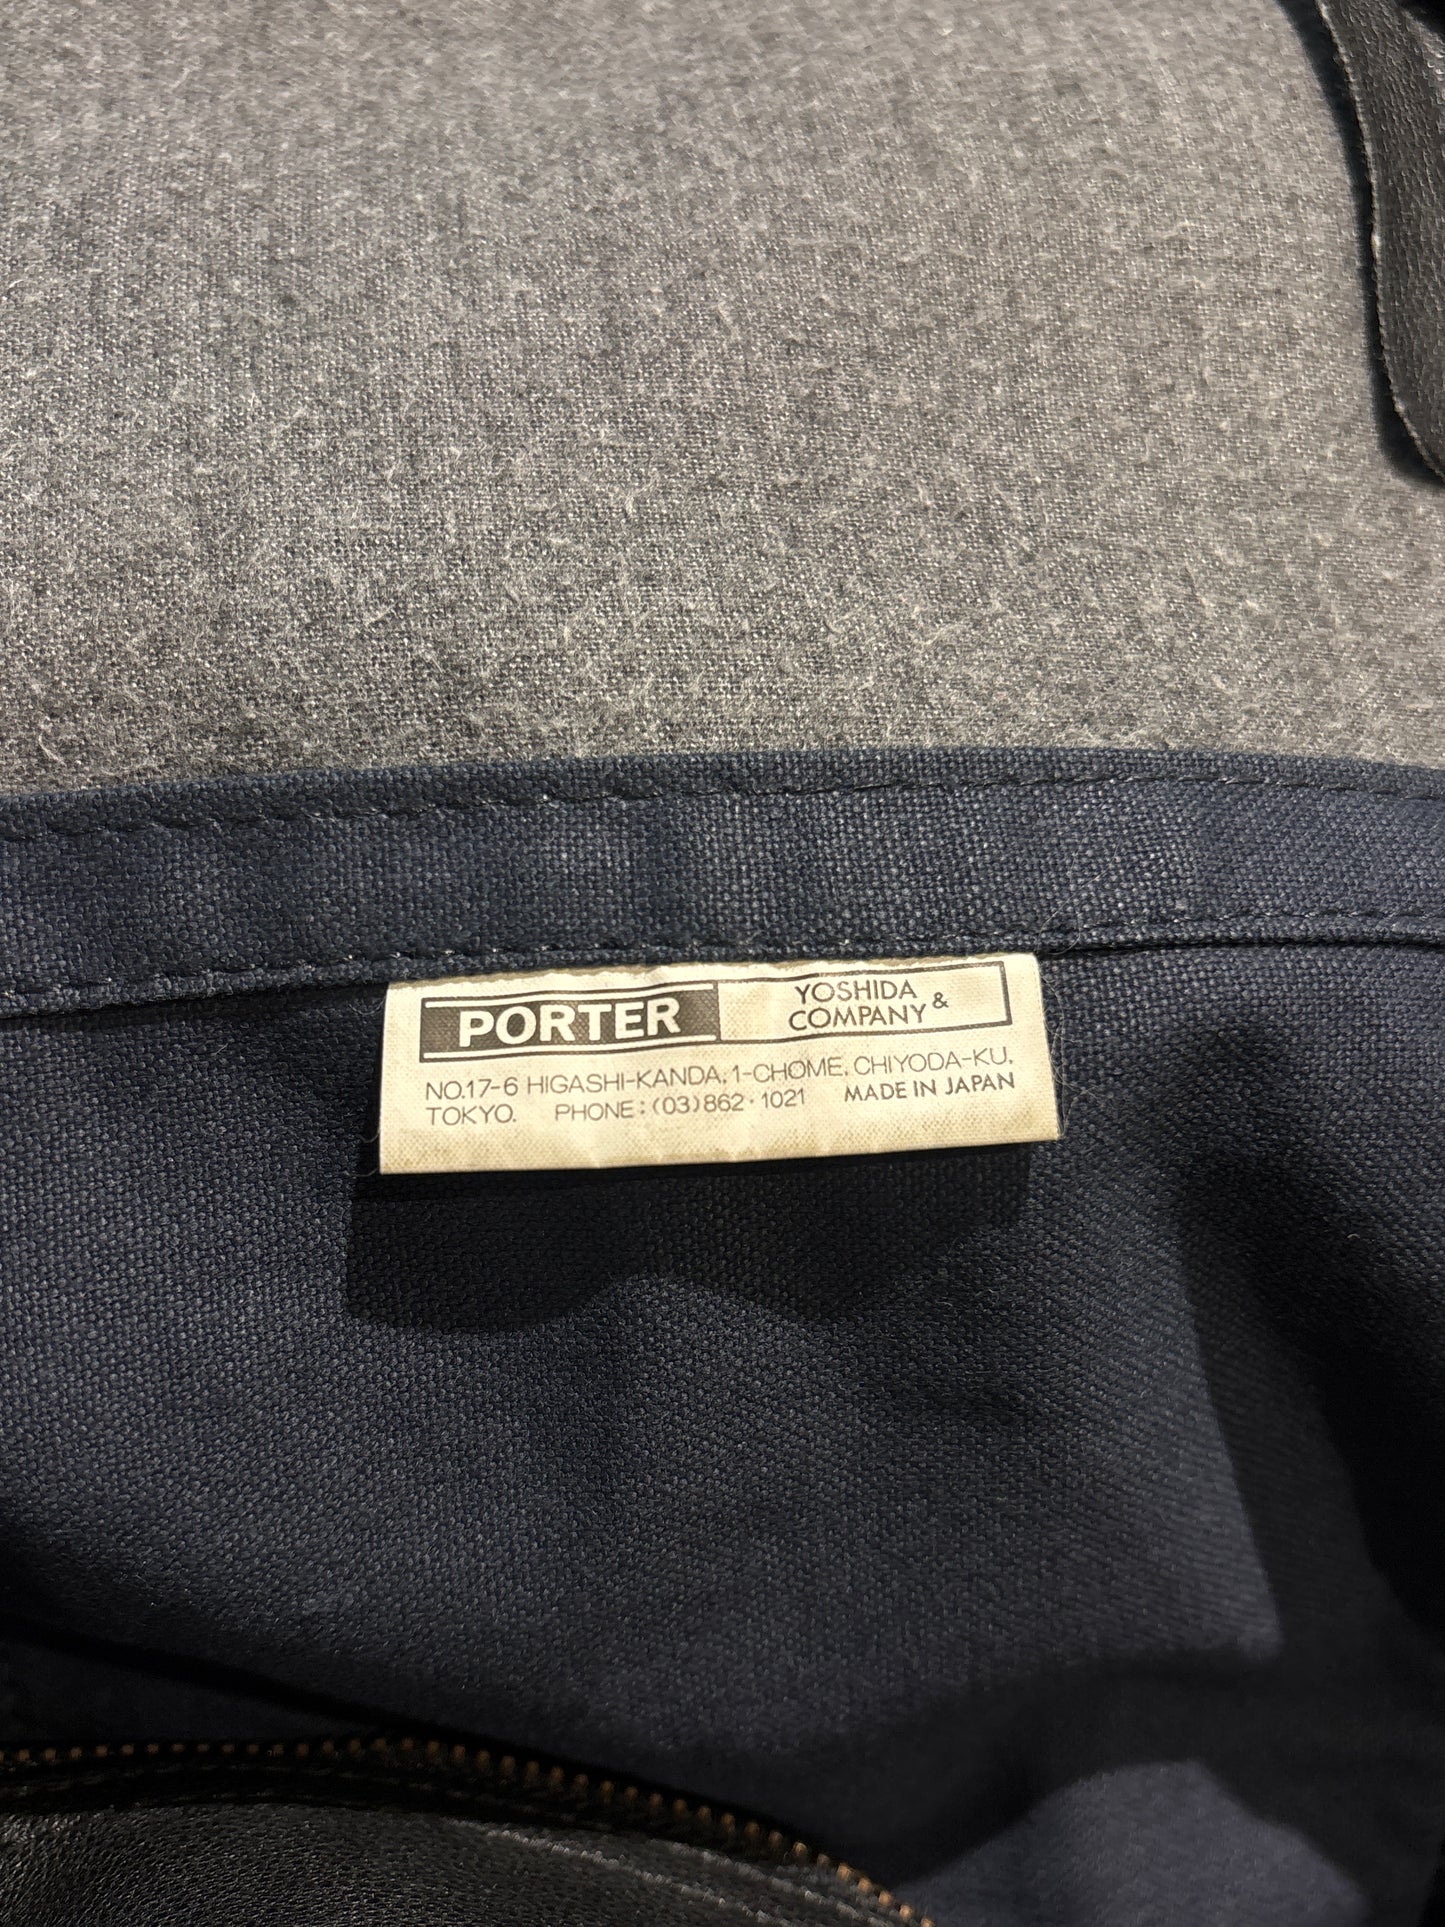 PORTER YOSHIDA & COMPANY
NO.17-6 HIGASHI-KANDA, 1-CHOME, CHIYODA-KU,
TOKYO. PHONE: (03)862·1021 MADE IN JAPAN